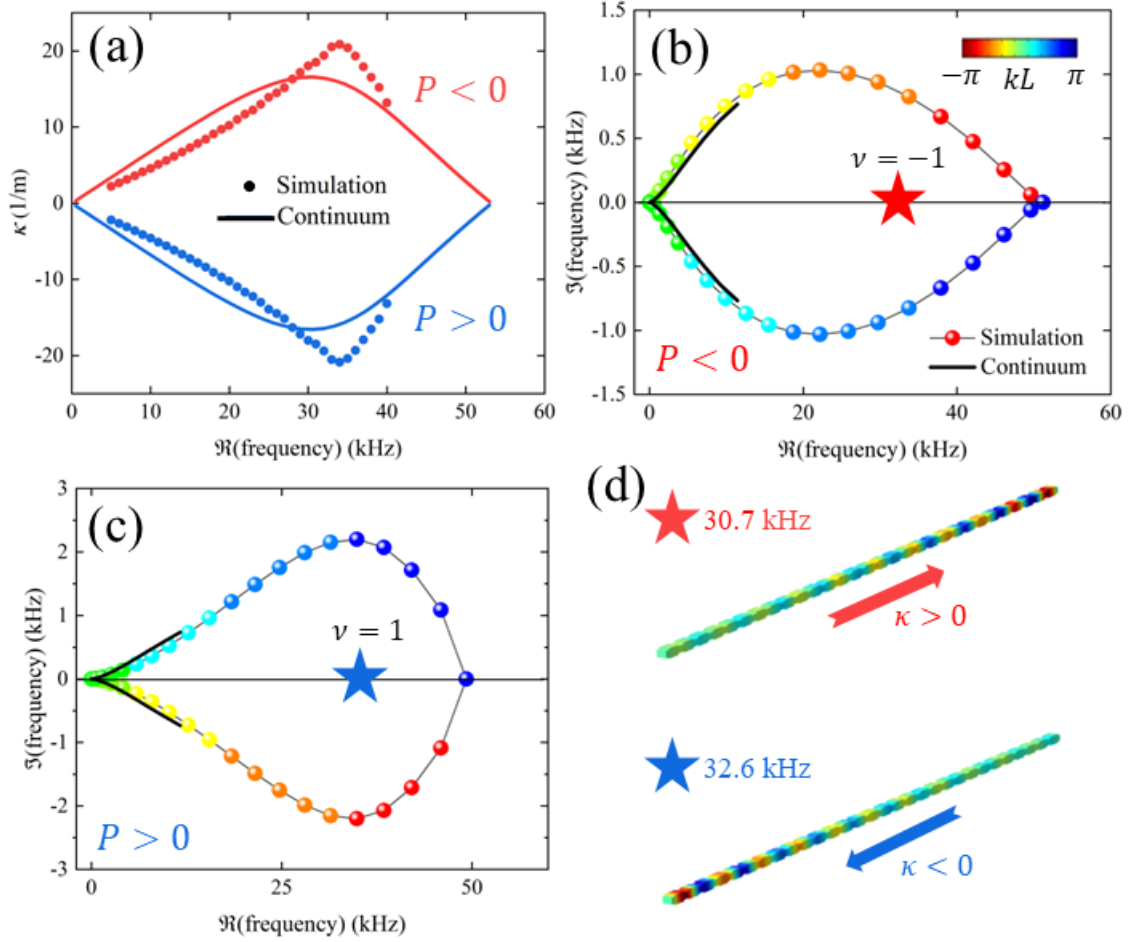 (a)
20
10
0
-10
-20
κ (1/m)
P < 0
Simulation
Continuum
P > 0
0 10 20 30 40 50 60
ℜ(frequency) (kHz)
(b)
1.5
1.0
0.5
0.0
-0.5
-1.0
-1.5
ℑ(frequency) (kHz)
−π kL π
ν = −1
P < 0
Simulation
Continuum
0 20 40 60
ℜ(frequency) (kHz)
(c)
3
2
1
0
-1
-2
-3
ℑ(frequency) (kHz)
ν = 1
P > 0
0 25 50
ℜ(frequency) (kHz)
(d)
30.7 kHz
κ > 0
32.6 kHz
κ < 0